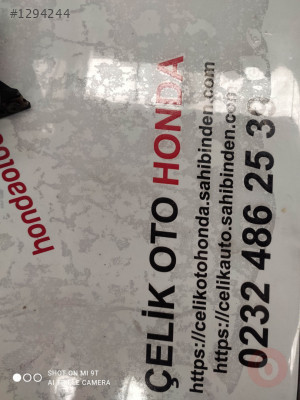 #1294244
ÇELİK OTO HONDA
https://celikotohonda.sahibinden.com
https://celikauto.sahibinden.com
0232 486 25 3
SHOT ON MI 9T
AI TRIPLE CAMERA